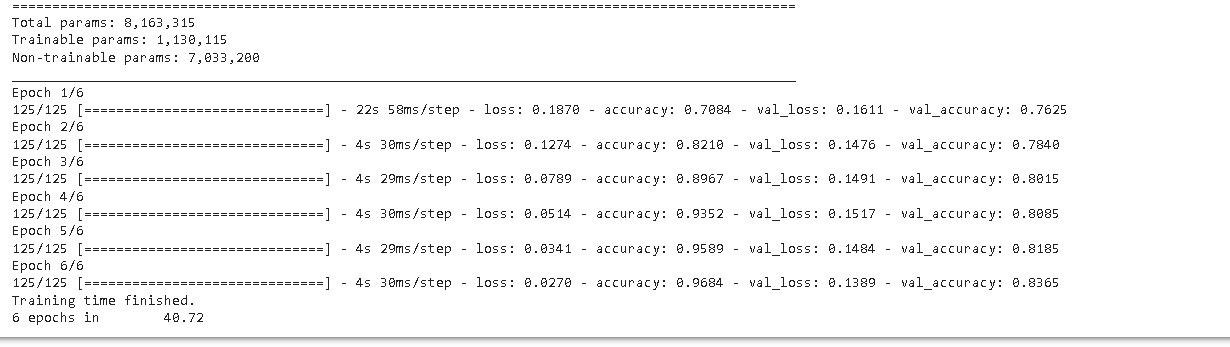 ==================================================================================================
Total params: 8,163,315
Trainable params: 1,130,115
Non-trainable params: 7,033,200
__________________________________________________________________________________________________
Epoch 1/6
125/125 [==============================] - 22s 58ms/step - loss: 0.1870 - accuracy: 0.7084 - val_loss: 0.1611 - val_accuracy: 0.7625
Epoch 2/6
125/125 [==============================] - 4s 30ms/step - loss: 0.1274 - accuracy: 0.8210 - val_loss: 0.1476 - val_accuracy: 0.7840
Epoch 3/6
125/125 [==============================] - 4s 29ms/step - loss: 0.0789 - accuracy: 0.8967 - val_loss: 0.1491 - val_accuracy: 0.8015
Epoch 4/6
125/125 [==============================] - 4s 30ms/step - loss: 0.0514 - accuracy: 0.9352 - val_loss: 0.1517 - val_accuracy: 0.8085
Epoch 5/6
125/125 [==============================] - 4s 29ms/step - loss: 0.0341 - accuracy: 0.9589 - val_loss: 0.1484 - val_accuracy: 0.8185
Epoch 6/6
125/125 [==============================] - 4s 30ms/step - loss: 0.0270 - accuracy: 0.9684 - val_loss: 0.1389 - val_accuracy: 0.8365
Training time finished.
6 epochs in        40.72